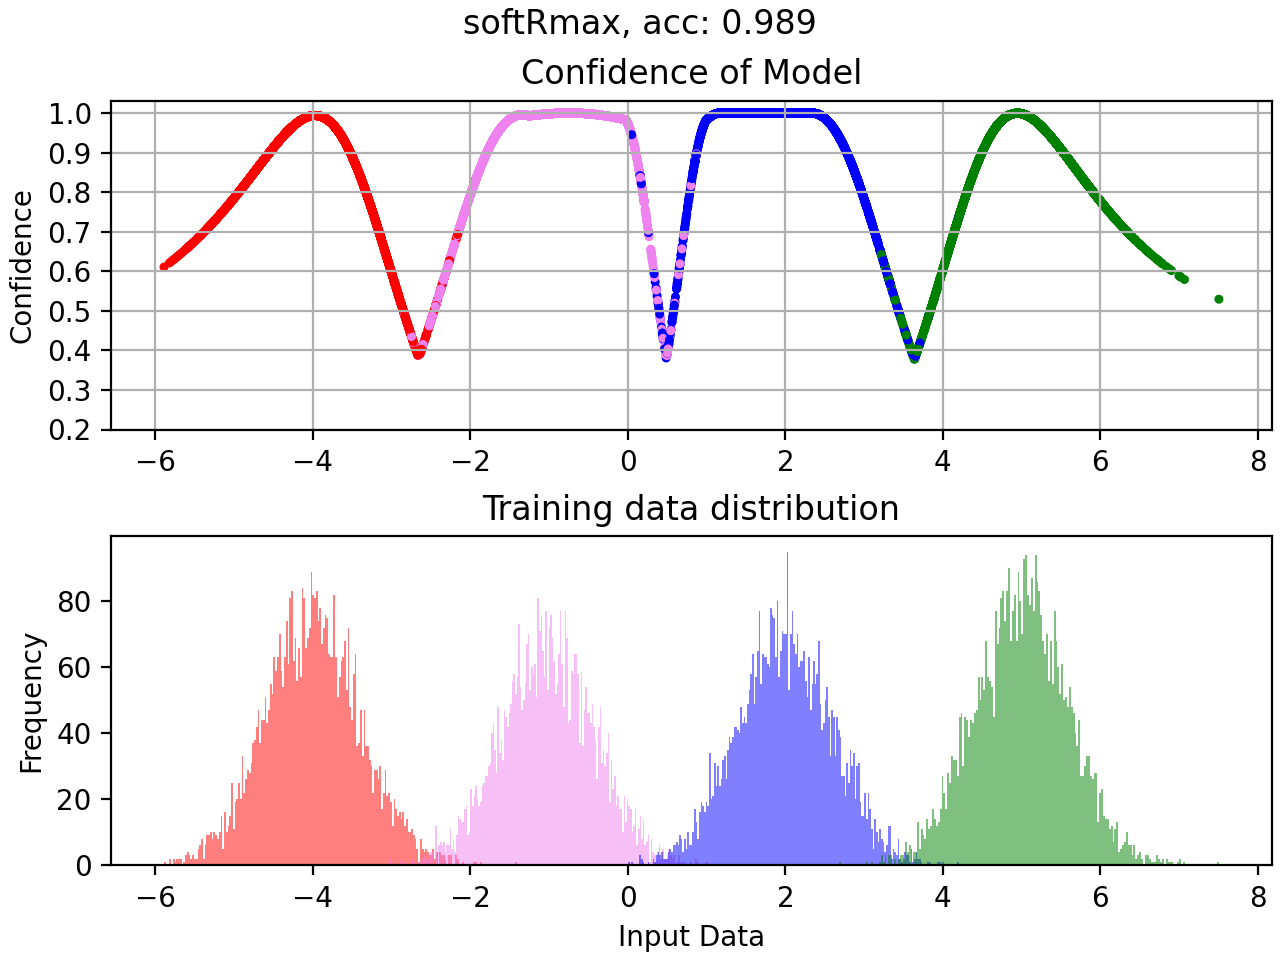 softRmax, acc: 0.989
Confidence of Model
Confidence
1.0
0.9
0.8
0.7
0.6
0.5
0.4
0.3
0.2
−6 −4 −2 0 2 4 6 8
Training data distribution
Frequency
80
60
40
20
0
−6 −4 −2 0 2 4 6 8
Input Data